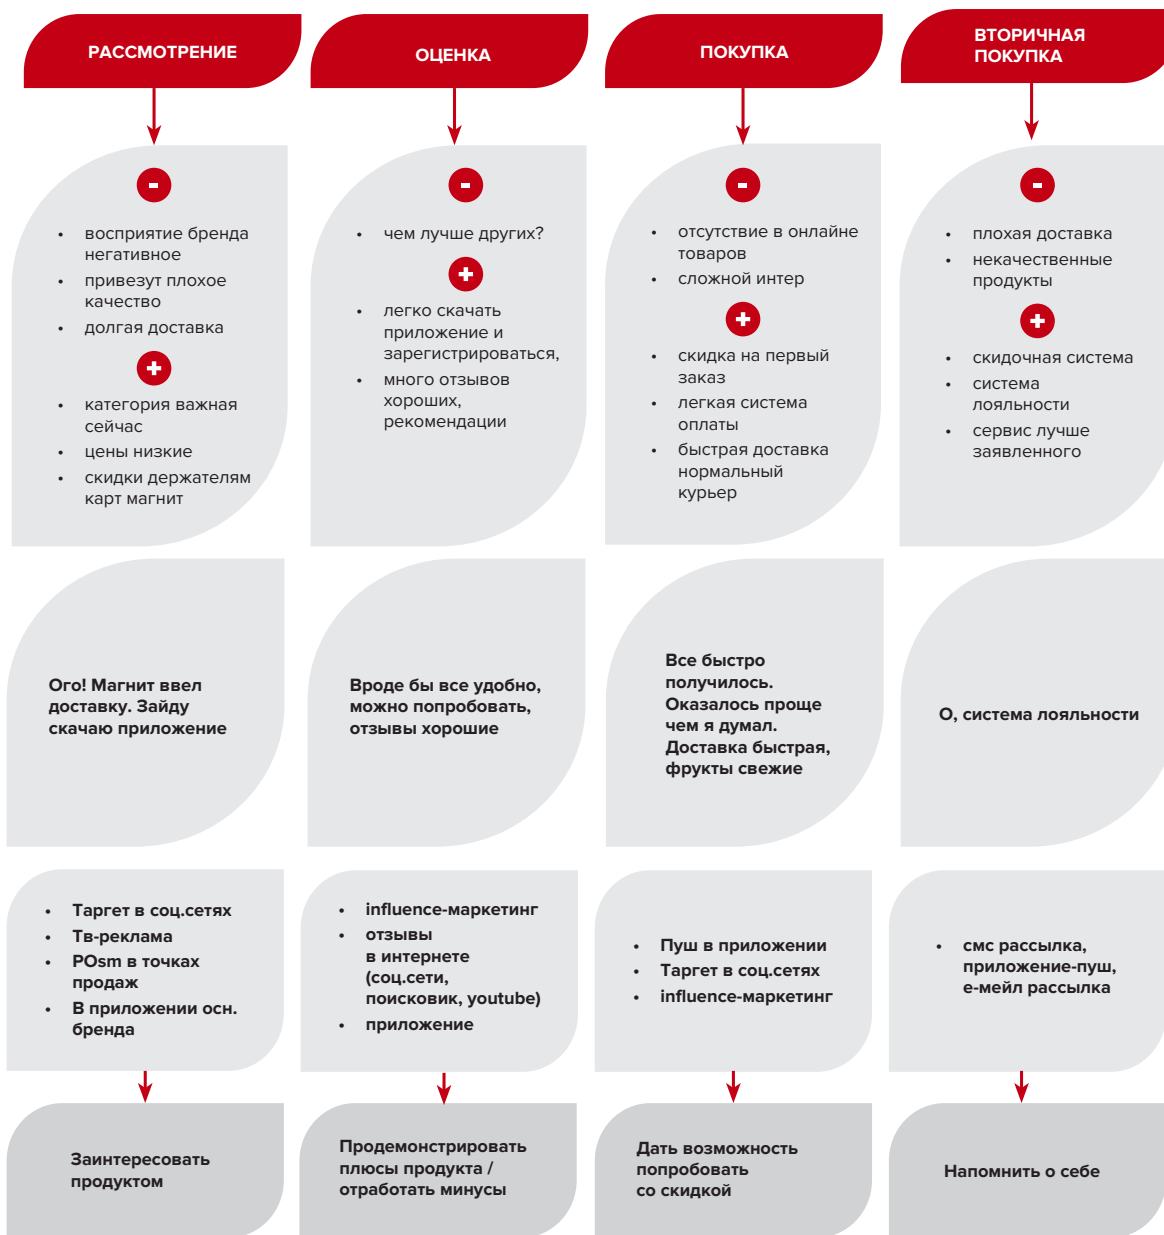 РАССМОТРЕНИЕ
ОЦЕНКА
ПОКУПКА
ВТОРИЧНАЯ
ПОКУПКА
-
• восприятие бренда
негативное
• привезут плохое
качество
• долгая доставка
+
• категория важная
сейчас
• цены низкие
• скидки держателям
карт магнит
-
• чем лучше других?
+
• легко скачать
приложение и
зарегистрироваться,
• много отзывов
хороших,
рекомендации
-
• отсутствие в онлайне
товаров
• сложной интер
+
• скидка на первый
заказ
• легкая система
оплаты
• быстрая доставка
нормальный
курьер
-
• плохая доставка
• некачественные
продукты
+
• скидочная система
• система
лояльности
• сервис лучше
заявленного
Ого! Магнит ввел
доставку. Зайду
скачаю приложение
Вроде бы все удобно,
можно попробовать,
отзывы хорошие
Все быстро
получилось.
Оказалось проще
чем я думал.
Доставка быстрая,
фрукты свежие
О, система лояльности
• Таргет в соц.сетях
• Тв-реклама
• POsm в точках
продаж
• В приложении осн.
бренда
• influence-маркетинг
• отзывы
в интернете
(соц.сети,
поисковик, youtube)
• приложение
• Пуш в приложении
• Таргет в соц.сетях
• influence-маркетинг
• смс рассылка,
приложение-пуш,
е-мейл рассылка
Заинтересовать
продуктом
Продемонстрировать
плюсы продукта /
отработать минусы
Дать возможность
попробовать
со скидкой
Напомнить о себе